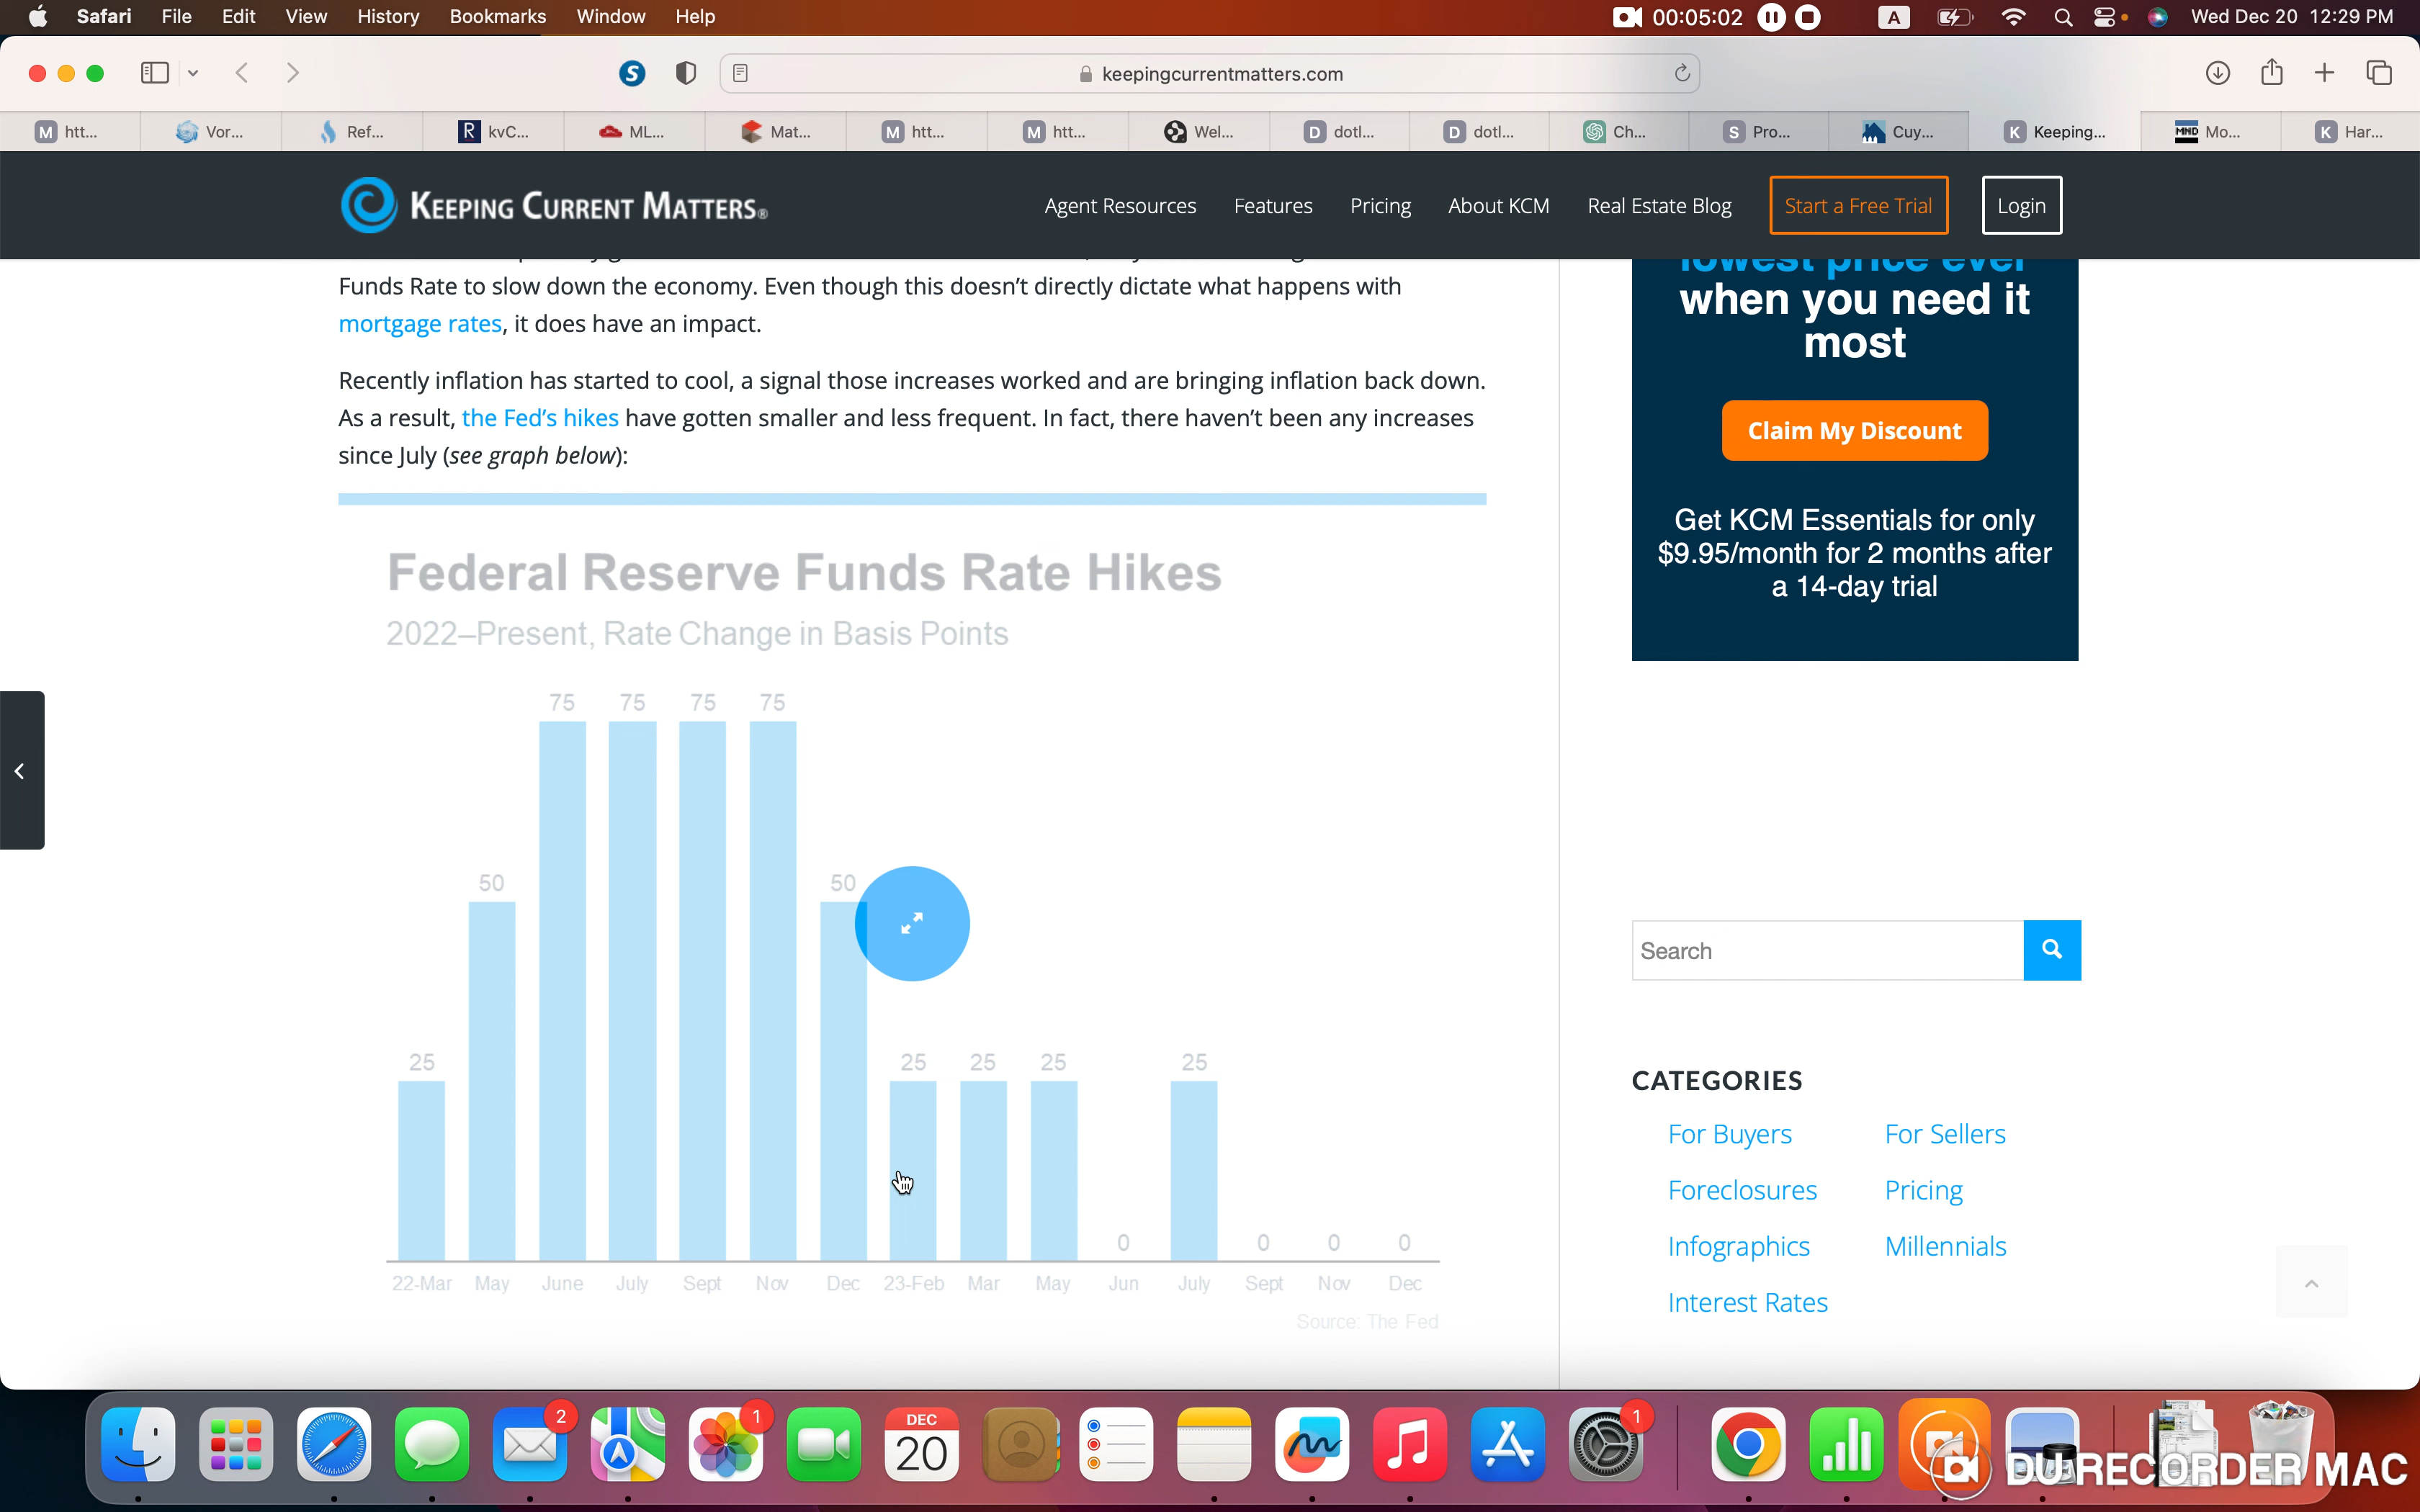 Safari File Edit View History Bookmarks Window Help 00:05:02 A Wed Dec 20 12:29 PM
S keepingcurrentmatters.com
M htt... Vor... Ref... R kvC... ML... Mat... M htt... M htt... Wel... D dotl... D dotl... Ch... S Pro... Cuy... K Keeping... MND Mo... K Har...
KEEPING CURRENT MATTERS® Agent Resources Features Pricing About KCM Real Estate Blog Start a Free Trial Login
Funds Rate to slow down the economy. Even though this doesn't directly dictate what happens with
mortgage rates, it does have an impact.
Recently inflation has started to cool, a signal those increases worked and are bringing inflation back down.
As a result, the Fed's hikes have gotten smaller and less frequent. In fact, there haven't been any increases
since July (see graph below):
Federal Reserve Funds Rate Hikes
2022–Present, Rate Change in Basis Points
75 75 75 75
50 50
25 25 25 25 25
0 0 0 0
22-Mar May June July Sept Nov Dec 23-Feb Mar May Jun July Sept Nov Dec
Source: The Fed
lowest price ever
when you need it
most
Claim My Discount
Get KCM Essentials for only
$9.95/month for 2 months after
a 14-day trial
Search
CATEGORIES
For Buyers For Sellers
Foreclosures Pricing
Infographics Millennials
Interest Rates
2 1 DEC 20 1
DU RECORDER MAC